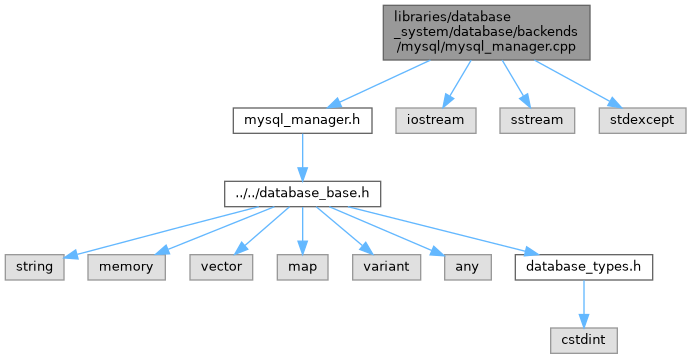 libraries/database
_system/database/backends
/mysql/mysql_manager.cpp
mysql_manager.h
iostream
sstream
stdexcept
../../database_base.h
string
memory
vector
map
variant
any
database_types.h
cstdint